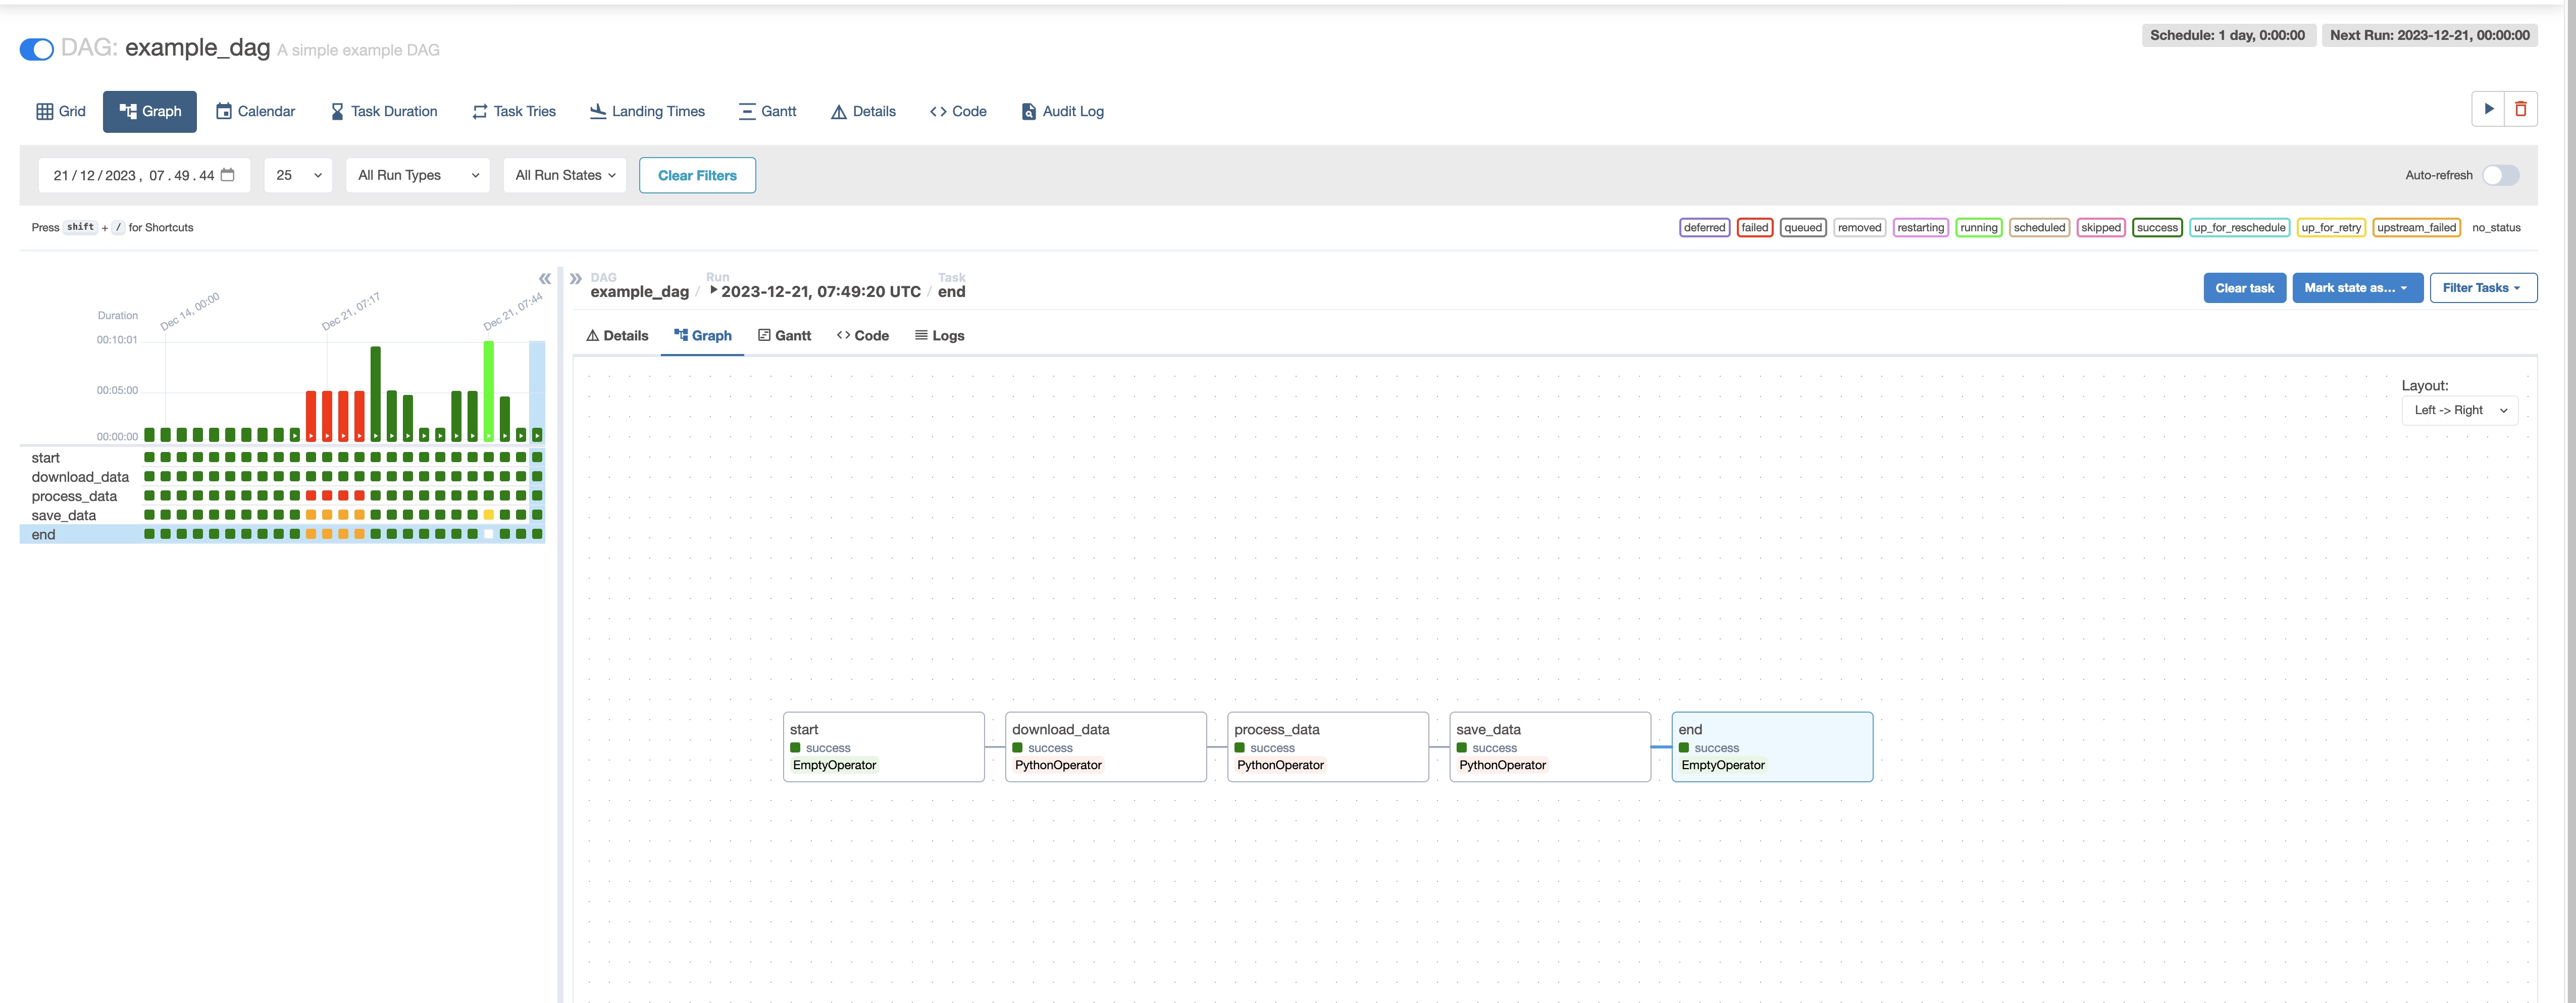 DAG: example_dag A simple example DAG
Schedule: 1 day, 0:00:00 Next Run: 2023-12-21, 00:00:00
Grid Graph Calendar Task Duration Task Tries Landing Times Gantt Details Code Audit Log
21/12/2023, 07.49.44 25 All Run Types All Run States Clear Filters Auto-refresh
Press shift + / for Shortcuts
deferred failed queued removed restarting running scheduled skipped success up_for_reschedule up_for_retry upstream_failed no_status
Duration
Dec 14, 00:00
Dec 21, 07:17
Dec 21, 07:44
00:10:01
00:05:00
00:00:00
start
download_data
process_data
save_data
end
DAG Run Task
example_dag / 2023-12-21, 07:49:20 UTC / end
Clear task Mark state as... Filter Tasks
Details Graph Gantt Code Logs
Layout:
Left -> Right
start
success
EmptyOperator
download_data
success
PythonOperator
process_data
success
PythonOperator
save_data
success
PythonOperator
end
success
EmptyOperator